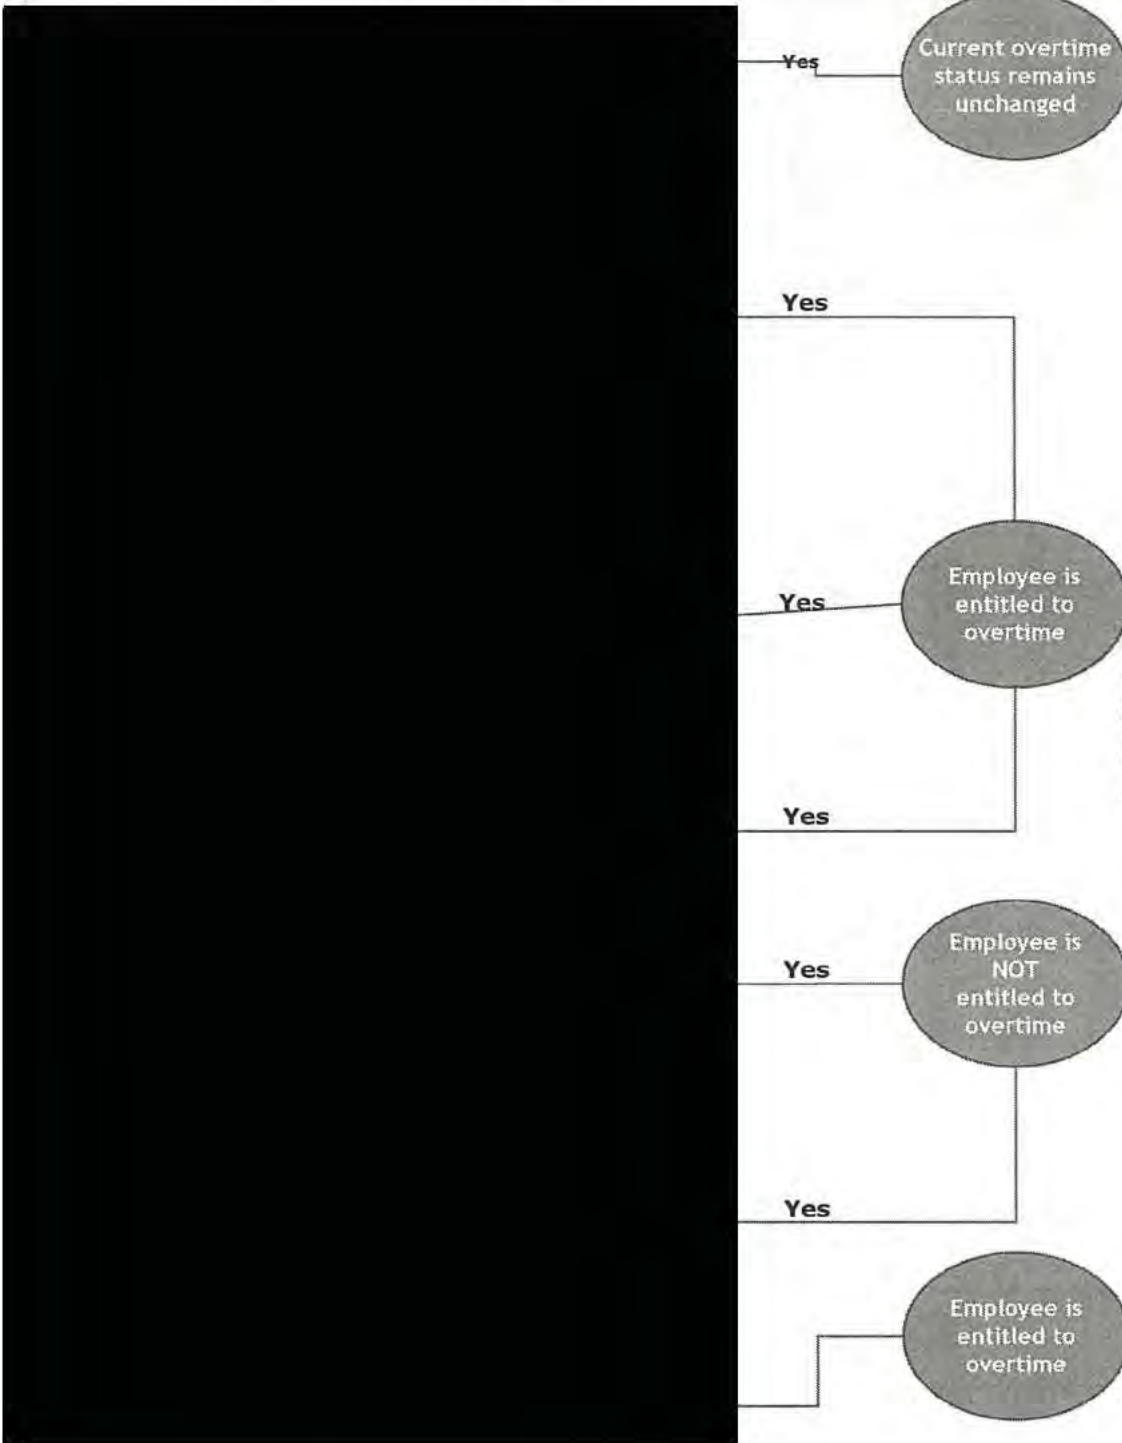 Yes
Current overtime
status remains
unchanged
Yes
Yes
Employee is
entitled to
overtime
Yes
Yes
Employee is
NOT
entitled to
overtime
Yes
Employee is
entitled to
overtime